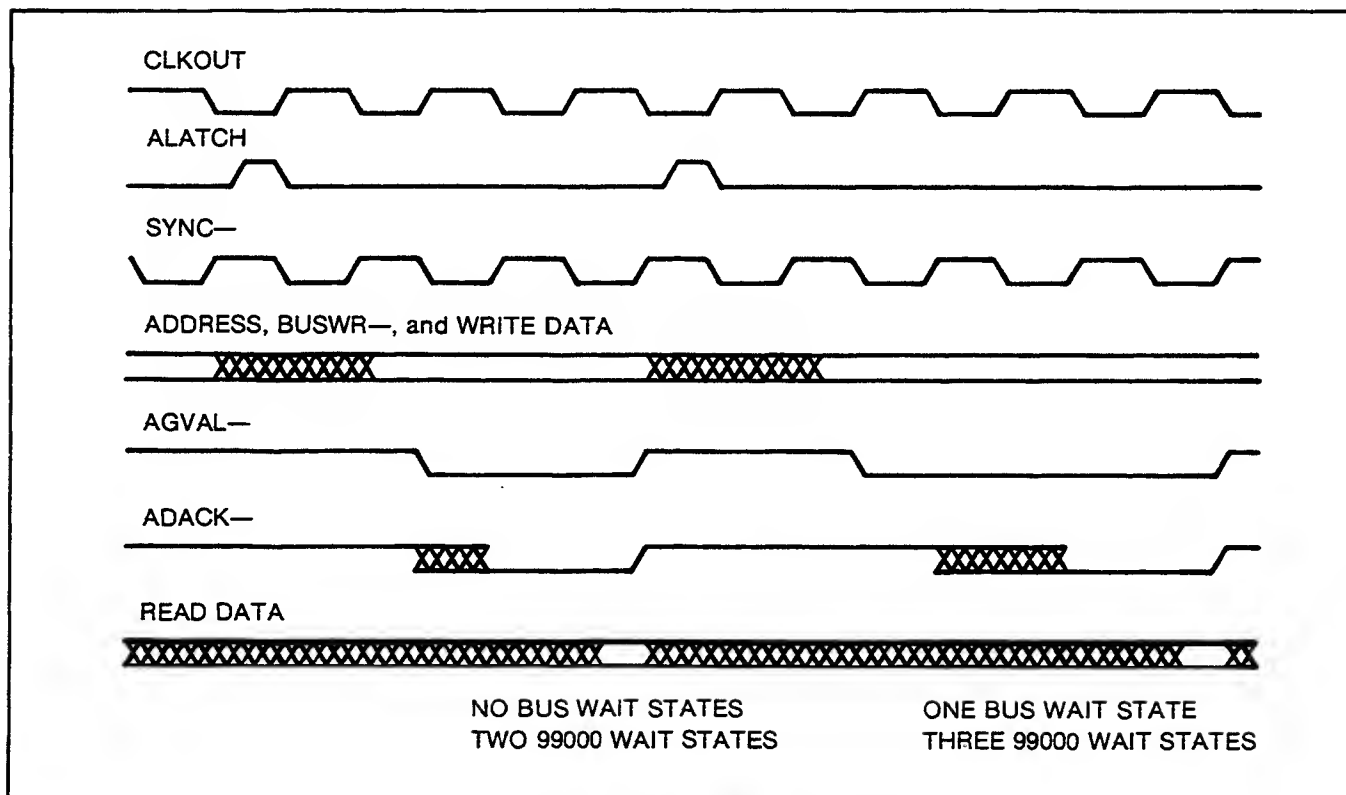 CLKOUT
ALATCH
SYNC—
ADDRESS, BUSWR—, and WRITE DATA
AGVAL—
ADACK—
READ DATA
NO BUS WAIT STATES
TWO 99000 WAIT STATES
ONE BUS WAIT STATE
THREE 99000 WAIT STATES